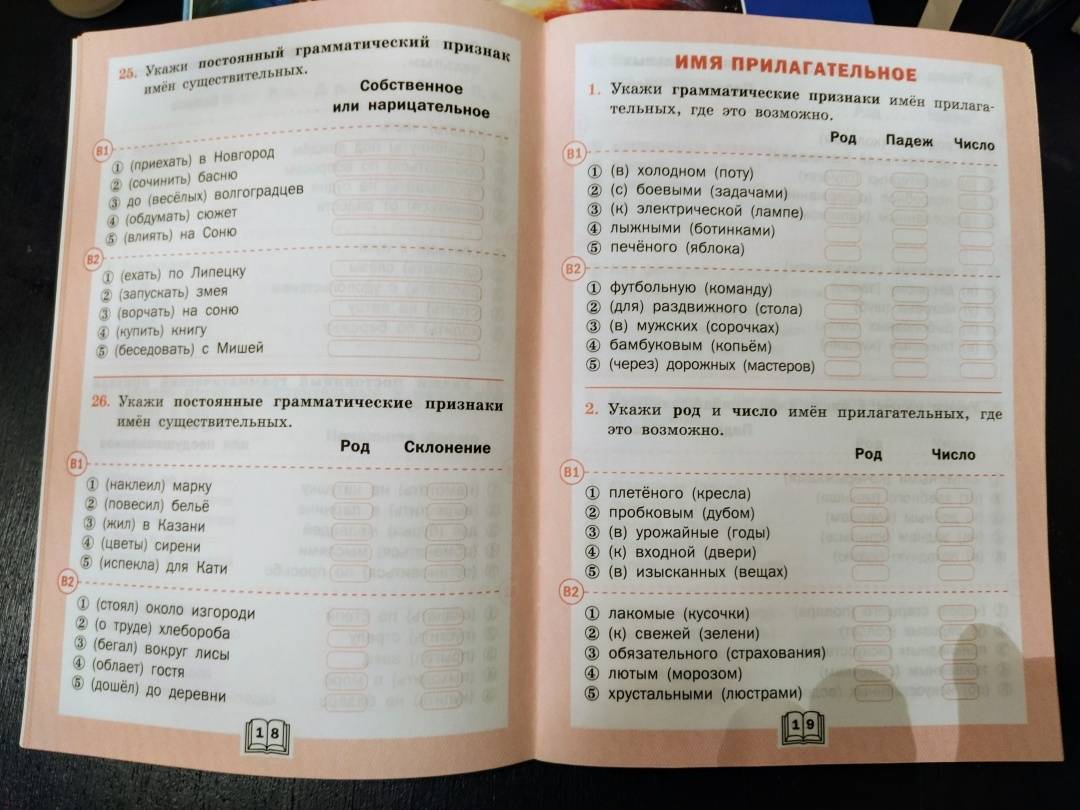 25. Укажи постоянный грамматический признак
имён существительных.
Собственное
или нарицательное
В1
① (приехать) в Новгород
② (сочинить) басню
③ до (весёлых) волгоградцев
④ (обдумать) сюжет
⑤ (влиять) на Соню
В2
① (ехать) по Липецку
② (запускать) змея
③ (ворчать) на соню
④ (купить) книгу
⑤ (беседовать) с Мишей
26. Укажи постоянные грамматические признаки
имён существительных.
Род Склонение
В1
① (наклеил) марку
② (повесил) бельё
③ (жил) в Казани
④ (цветы) сирени
⑤ (испекла) для Кати
В2
① (стоял) около изгороди
② (о труде) хлебороба
③ (бегал) вокруг лисы
④ (облает) гостя
⑤ (дошёл) до деревни
18
ИМЯ ПРИЛАГАТЕЛЬНОЕ
1. Укажи грамматические признаки имён прилага-
тельных, где это возможно.
Род Падеж Число
В1
① (в) холодном (поту)
② (с) боевыми (задачами)
③ (к) электрической (лампе)
④ лыжными (ботинками)
⑤ печёного (яблока)
В2
① футбольную (команду)
② (для) раздвижного (стола)
③ (в) мужских (сорочках)
④ бамбуковым (копьём)
⑤ (через) дорожных (мастеров)
2. Укажи род и число имён прилагательных, где
это возможно.
Род Число
В1
① плетёного (кресла)
② пробковым (дубом)
③ (в) урожайные (годы)
④ (к) входной (двери)
⑤ (в) изысканных (вещах)
В2
① лакомые (кусочки)
② (к) свежей (зелени)
③ обязательного (страхования)
④ лютым (морозом)
⑤ хрустальными (люстрами)
19